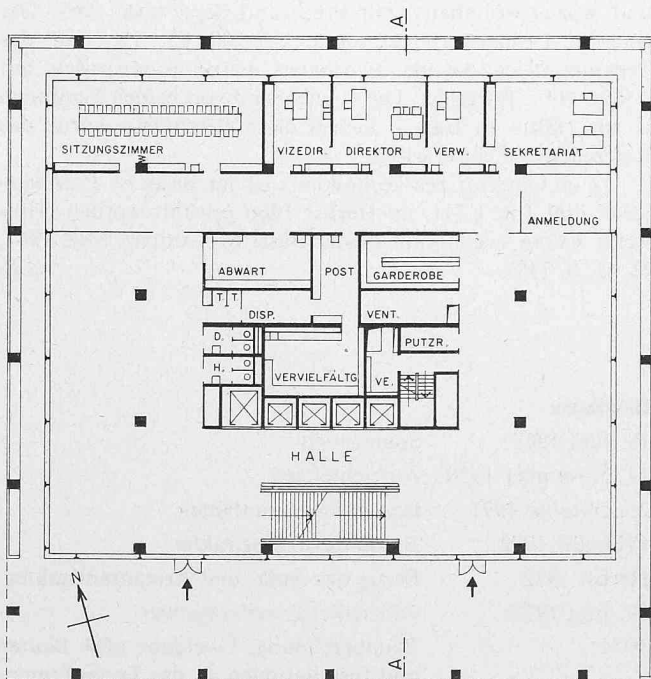 A
SITZUNGSZIMMER
VIZEDIR.
DIREKTOR
VERW.
SEKRETARIAT
ANMELDUNG
ABWART
POST
GARDEROBE
T. T.
DISP.
VENT.
D.
PUTZR.
H.
VERVIELFÄLTG
VE.
HALLE
N
A